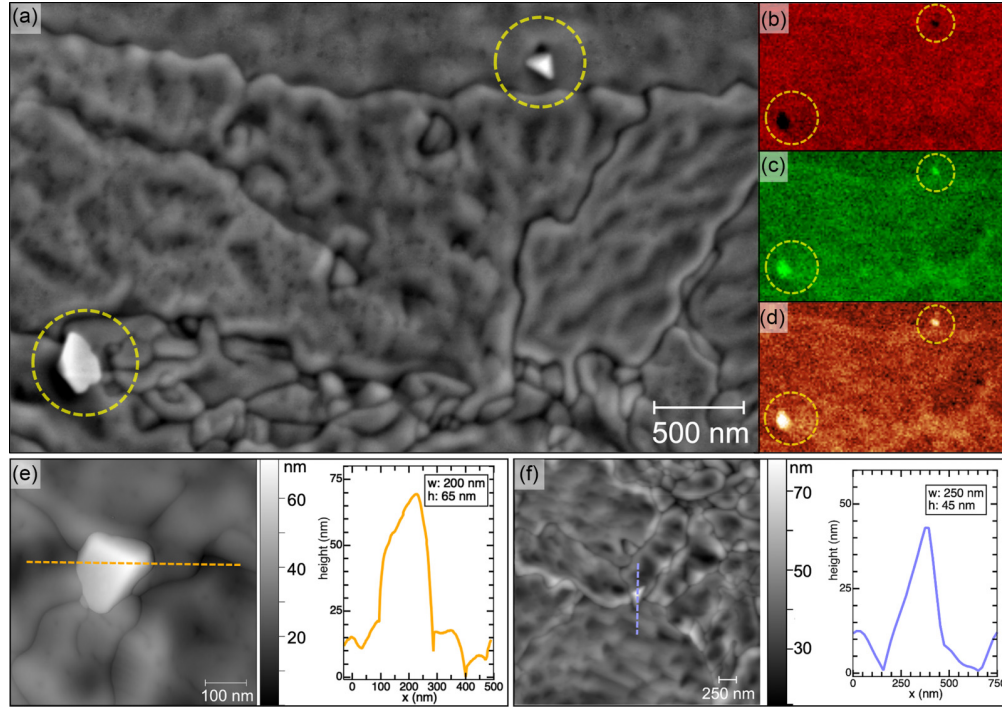 (a)
500 nm
(b)
(c)
(d)
(e)
100 nm
nm
60
40
20
w: 200 nm
h: 65 nm
height (nm)
75
50
25
0
0 100 200 300 400 500
x (nm)
(f)
250 nm
nm
70
50
30
w: 250 nm
h: 45 nm
height (nm)
50
25
0
0 250 500 750
x (nm)